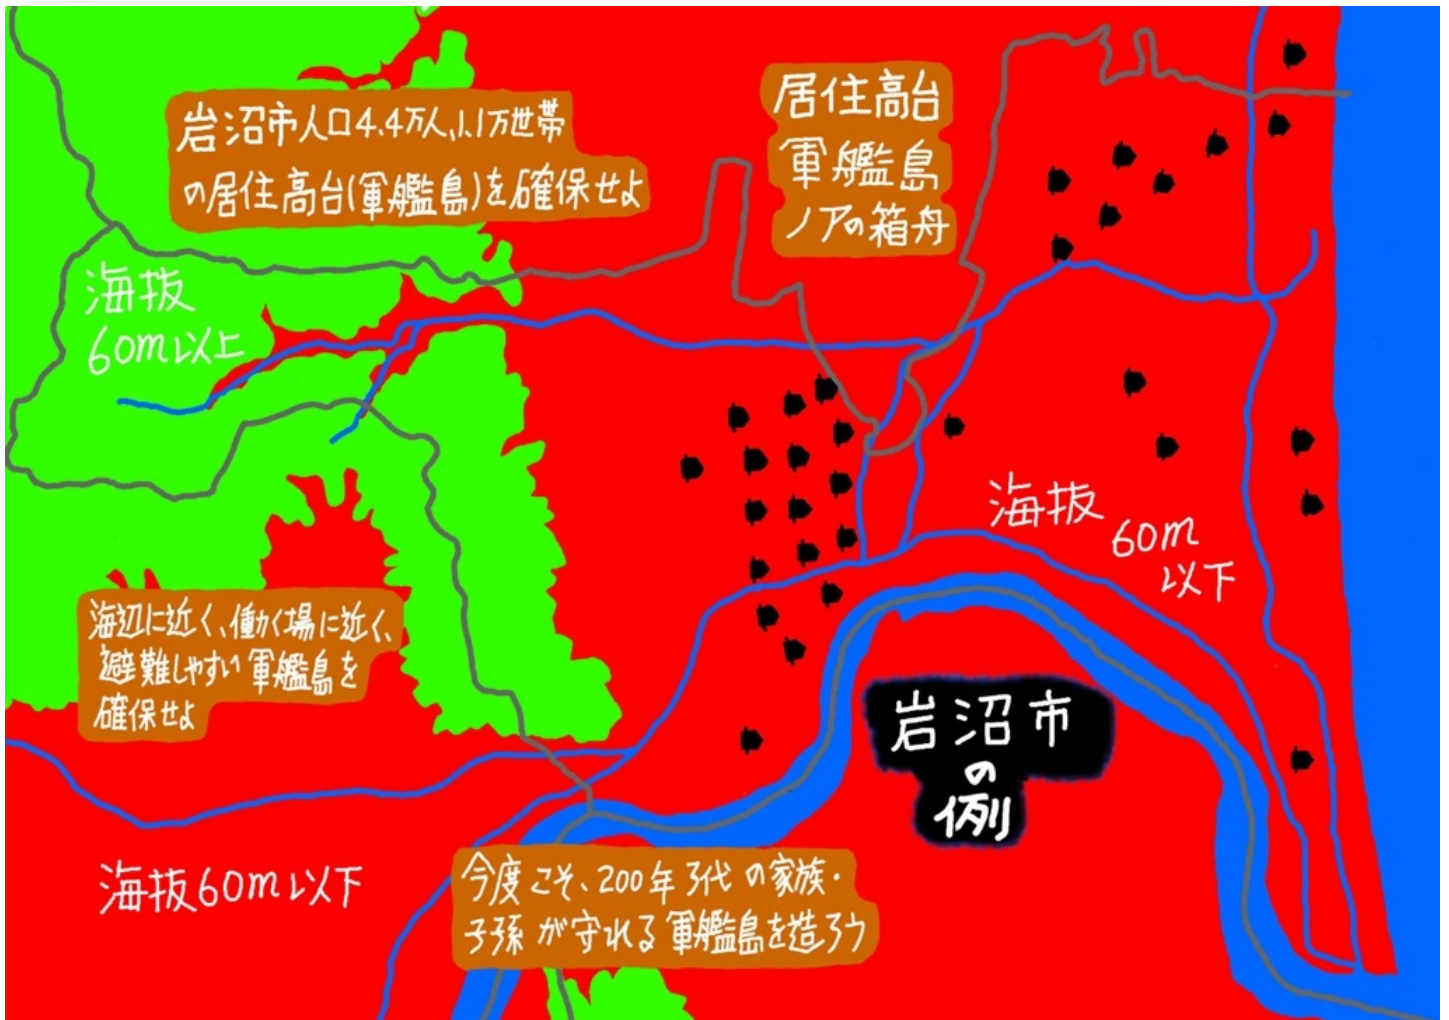 岩沼市人口4.4万人、1.1万世帯
の居住高台(軍艦島)を確保せよ
居住高台
軍艦島
ノアの箱舟
海抜
60m以上
海抜
60m
以下
海辺に近く、働く場に近く、
避難しやすい軍艦島を
確保せよ
岩沼市
の
例
海抜60m以下
今度こそ、200年3代の家族・
子孫が守れる軍艦島を造ろう